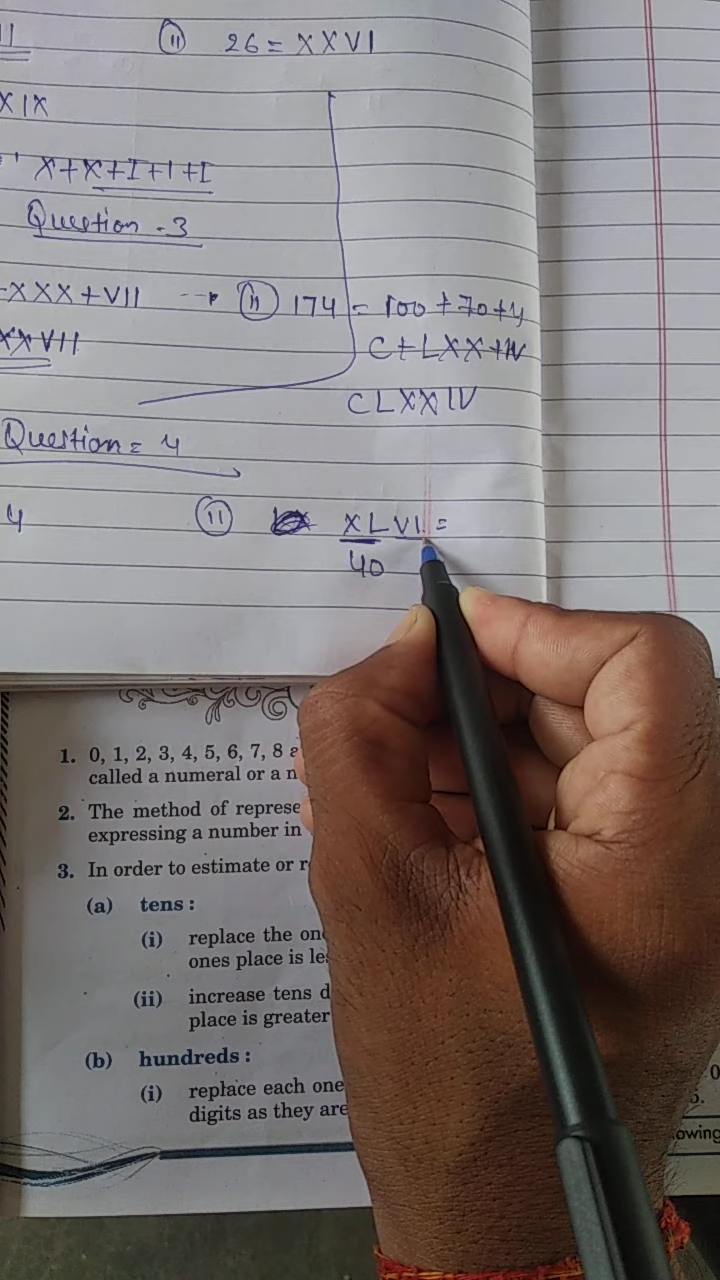 (ii) 26 = XXVI
XIX
X+X+I+I+I
Question - 3
XXX+VII (ii) 174 = 100 + 70 + 4
XXVII C + LXX + IV
CLXXIV
Question = 4
4 (ii) XLVI =
40
1. 0, 1, 2, 3, 4, 5, 6, 7, 8
called a numeral or a n
2. The method of represe
expressing a number in
3. In order to estimate or r
(a) tens :
(i) replace the on
ones place is le
(ii) increase tens d
place is greater
(b) hundreds :
(i) replace each one
digits as they are
owing